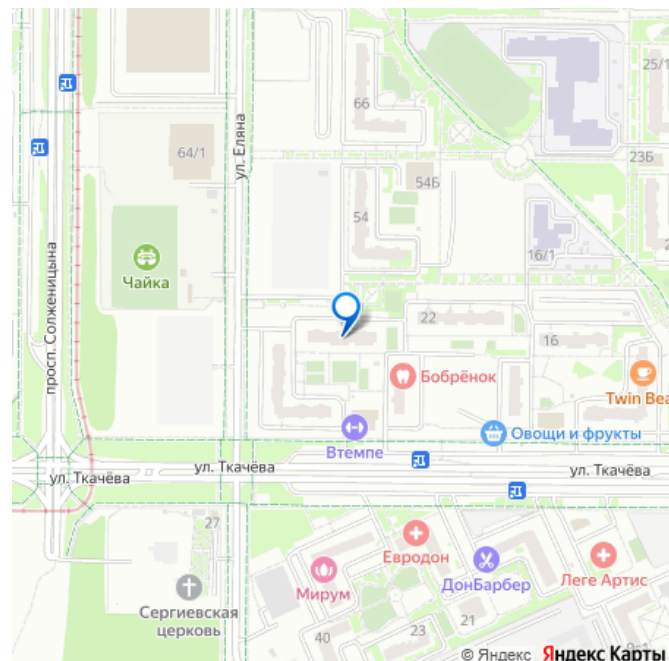 25/1
66
23Б
64/1
ул. Еляна
54Б
54
16/1
просп. Солженицына
Чайка
22
16
Бобрёнок
Twin Bea
Втемпе
Овощи и фрукты
ул. Ткачёва
ул. Ткачёва
ул. Ткачёва
27
Евродон
ДонБарбер
Леге Артис
Мирум
Сергиевская
церковь
21
23
40
© Яндекс Яндекс Карты